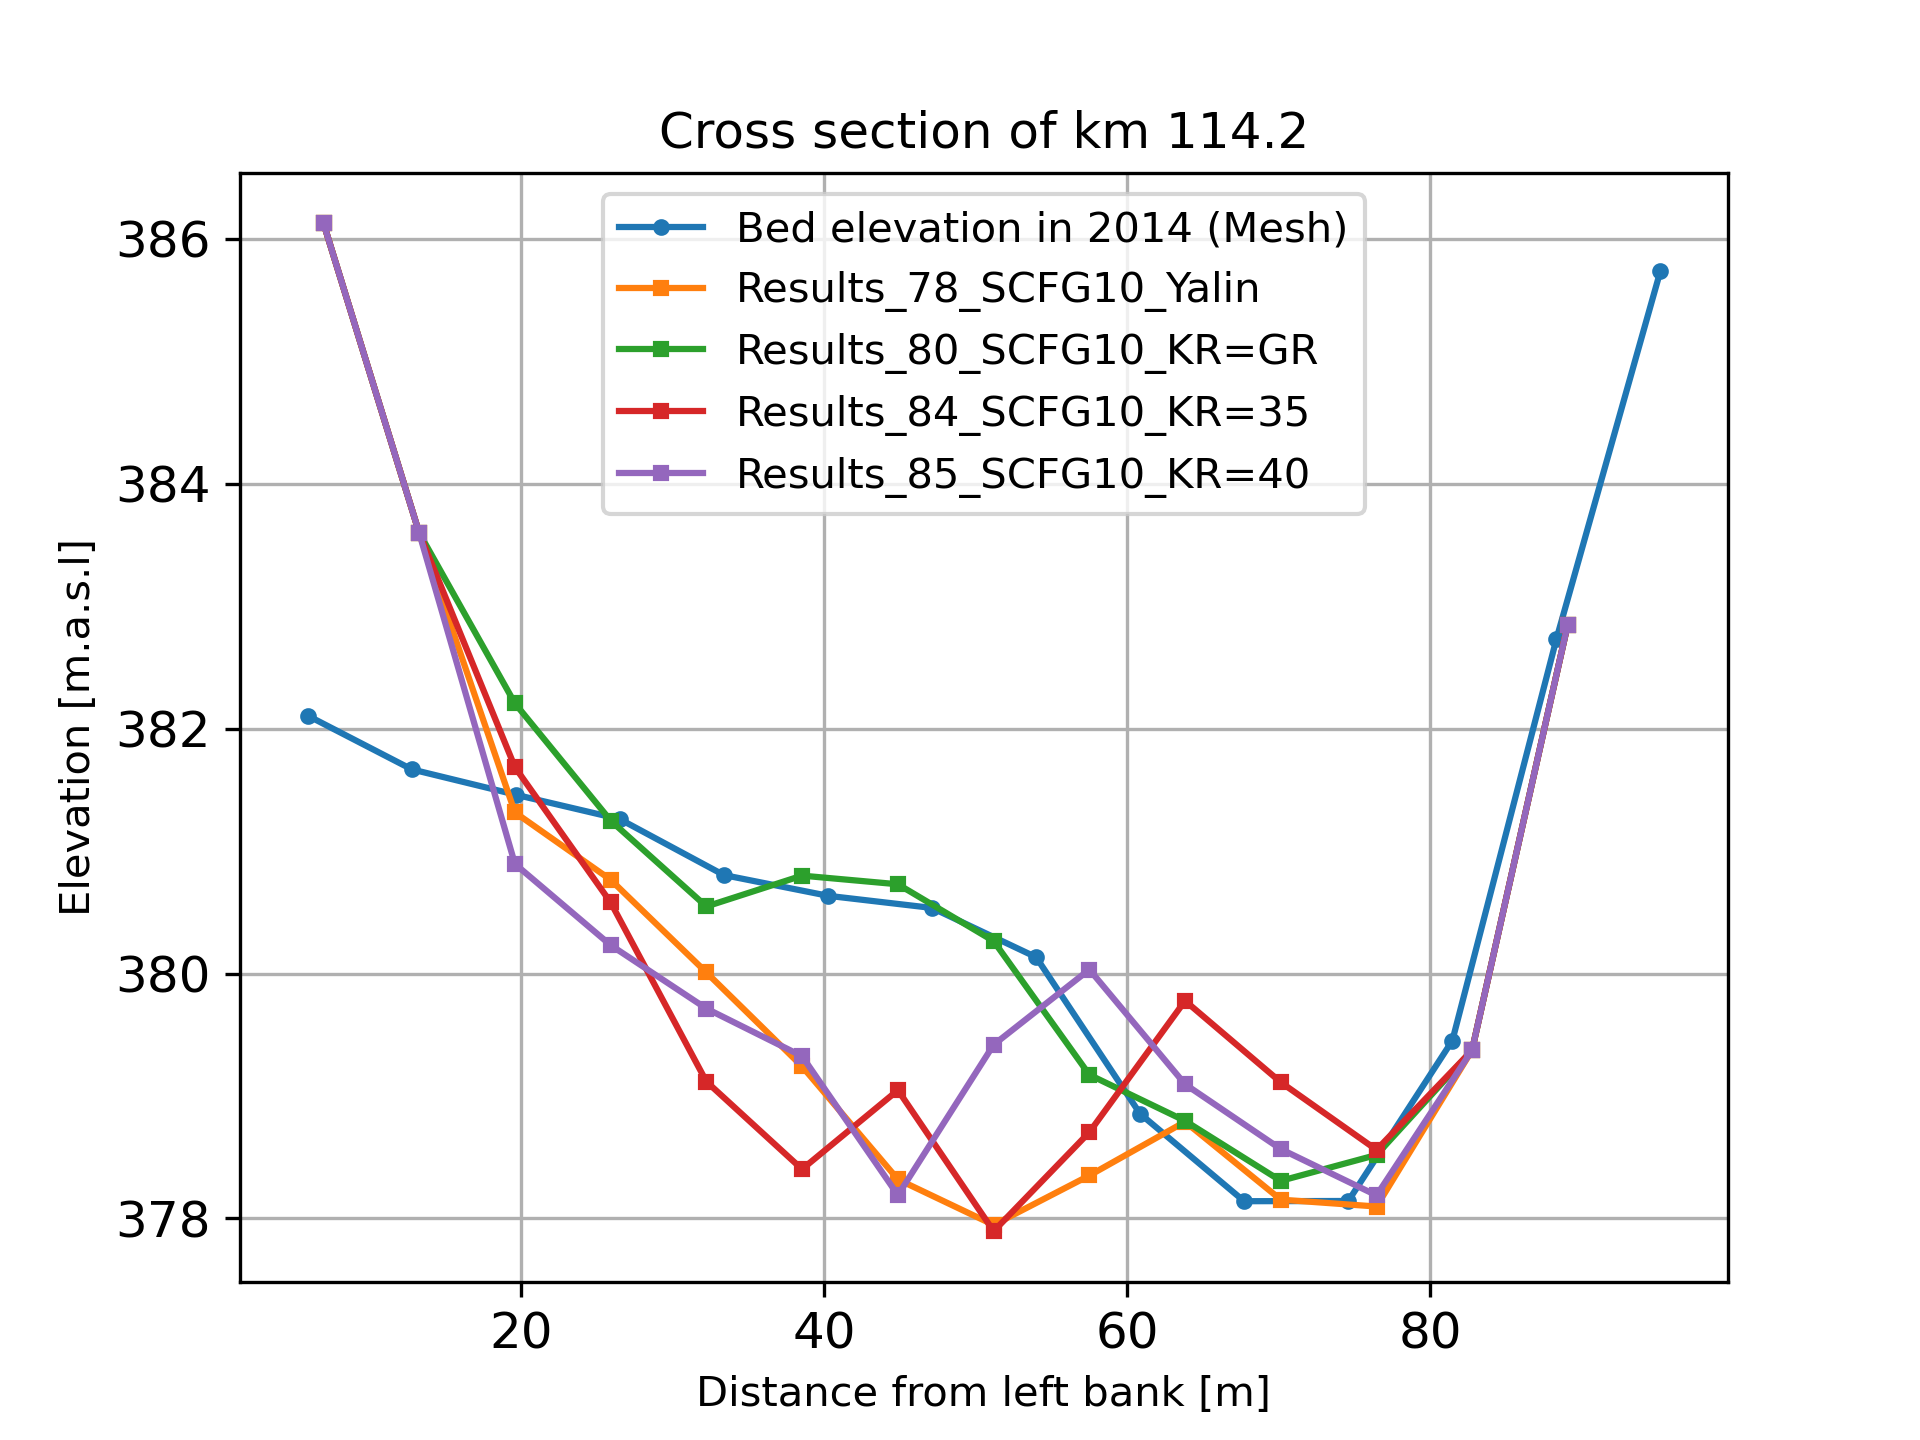 Cross section of km 114.2
Bed elevation in 2014 (Mesh)
Results_78_SCFG10_Yalin
Results_80_SCFG10_KR=GR
Results_84_SCFG10_KR=35
Results_85_SCFG10_KR=40
386
384
382
380
378
Elevation [m.a.s.l]
20 40 60 80
Distance from left bank [m]